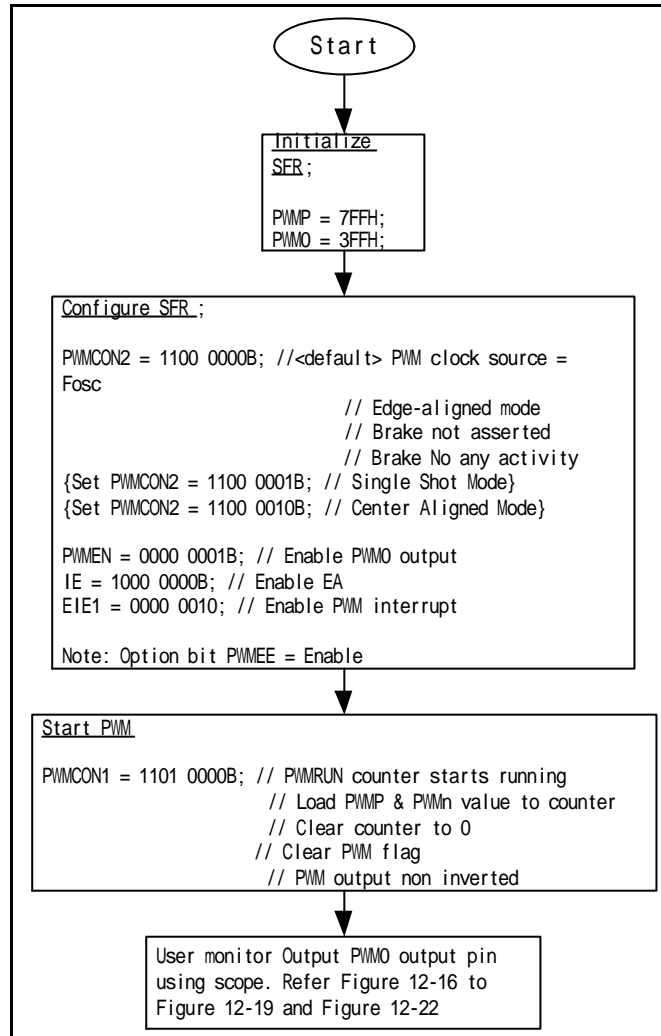 Start
Initialize
SFR;
PWMP = 7FFH;
PWM0 = 3FFH;
Configure SFR ;
PWMCON2 = 1100 0000B; //<default> PWM clock source =
Fosc
// Edge-aligned mode
// Brake not asserted
// Brake No any activity
{Set PWMCON2 = 1100 0001B; // Single Shot Mode}
{Set PWMCON2 = 1100 0010B; // Center Aligned Mode}
PWMEN = 0000 0001B; // Enable PWM0 output
IE = 1000 0000B; // Enable EA
EIE1 = 0000 0010; // Enable PWM interrupt
Note: Option bit PWMEE = Enable
Start PWM
PWMCON1 = 1101 0000B; // PWMRUN counter starts running
// Load PWMP & PWMn value to counter
// Clear counter to 0
// Clear PWM flag
// PWM output non inverted
User monitor Output PWM0 output pin
using scope. Refer Figure 12-16 to
Figure 12-19 and Figure 12-22